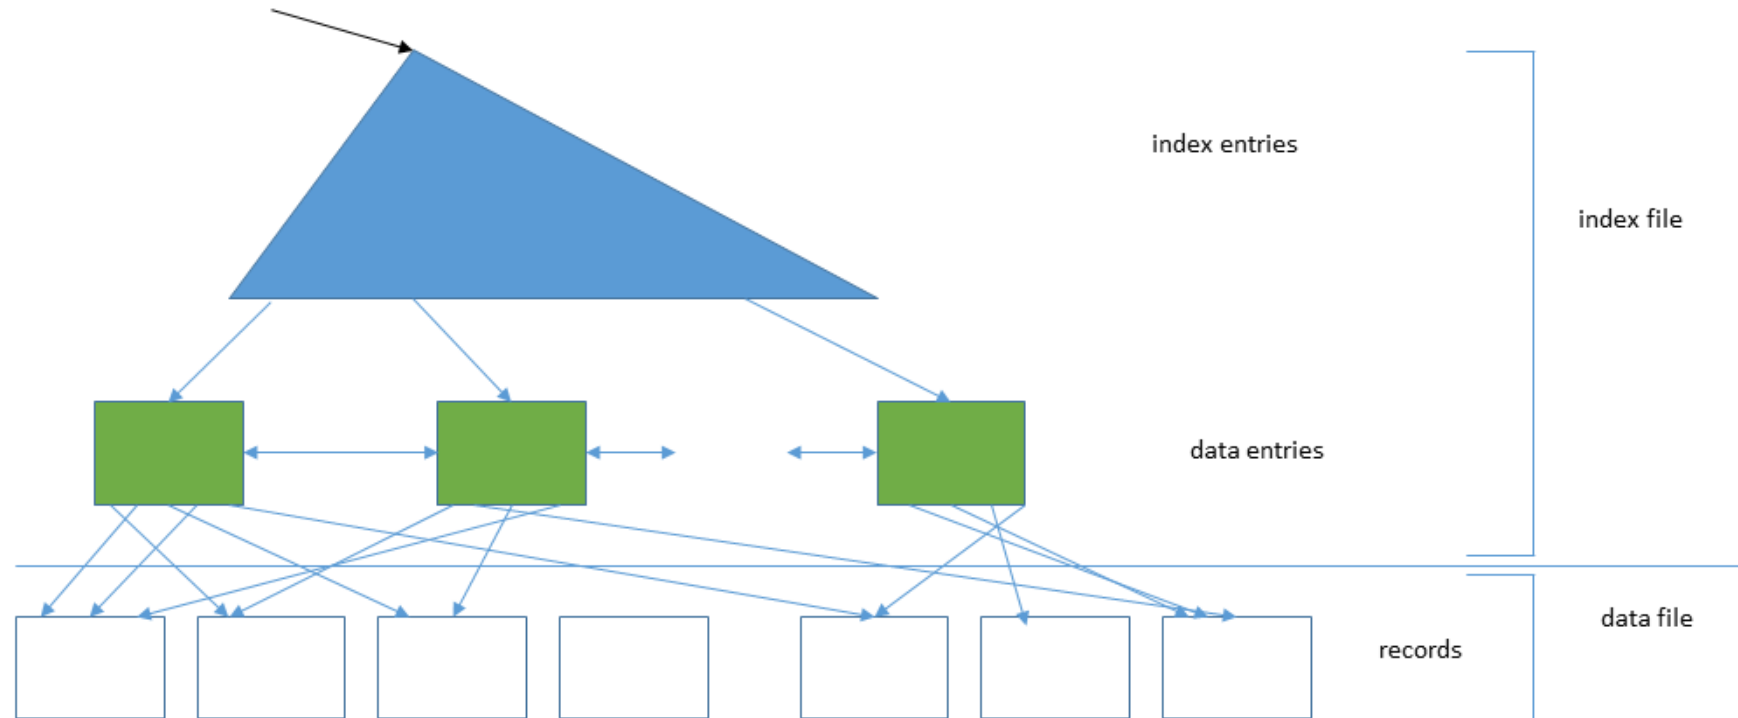 index entries
index file
data entries
data file
records